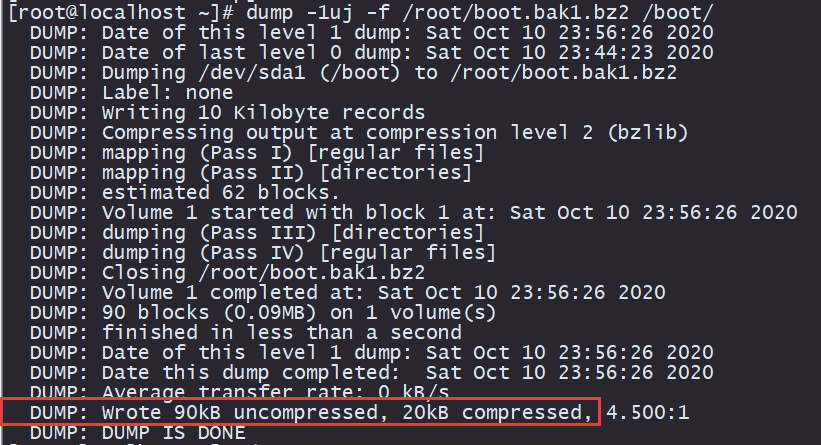 [root@localhost ~]# dump -1uj -f /root/boot.bak1.bz2 /boot/
DUMP: Date of this level 1 dump: Sat Oct 10 23:56:26 2020
DUMP: Date of last level 0 dump: Sat Oct 10 23:44:23 2020
DUMP: Dumping /dev/sda1 (/boot) to /root/boot.bak1.bz2
DUMP: Label: none
DUMP: Writing 10 Kilobyte records
DUMP: Compressing output at compression level 2 (bzlib)
DUMP: mapping (Pass I) [regular files]
DUMP: mapping (Pass II) [directories]
DUMP: estimated 62 blocks.
DUMP: Volume 1 started with block 1 at: Sat Oct 10 23:56:26 2020
DUMP: dumping (Pass III) [directories]
DUMP: dumping (Pass IV) [regular files]
DUMP: Closing /root/boot.bak1.bz2
DUMP: Volume 1 completed at: Sat Oct 10 23:56:26 2020
DUMP: 90 blocks (0.09MB) on 1 volume(s)
DUMP: finished in less than a second
DUMP: Date of this level 1 dump: Sat Oct 10 23:56:26 2020
DUMP: Date this dump completed:  Sat Oct 10 23:56:26 2020
DUMP: Average transfer rate: 0 kB/s
DUMP: Wrote 90kB uncompressed, 20kB compressed, 4.500:1
DUMP: DUMP IS DONE